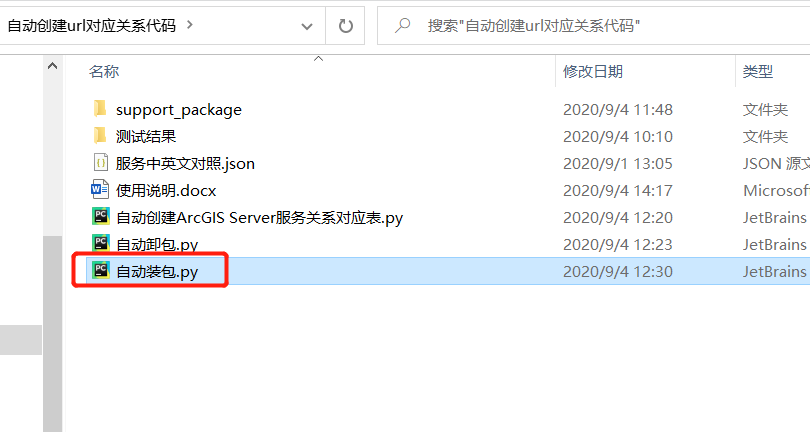 自动创建url对应关系代码 搜索"自动创建url对应关系代码"
名称 修改日期 类型
support_package 2020/9/4 11:48 文件夹
测试结果 2020/9/4 10:10 文件夹
服务中英文对照.json 2020/9/1 13:05 JSON 源文
使用说明.docx 2020/9/4 14:17 Microsof
自动创建ArcGIS Server服务关系对应表.py 2020/9/4 12:20 JetBrains
自动卸包.py 2020/9/4 12:23 JetBrains
自动装包.py 2020/9/4 12:30 JetBrains